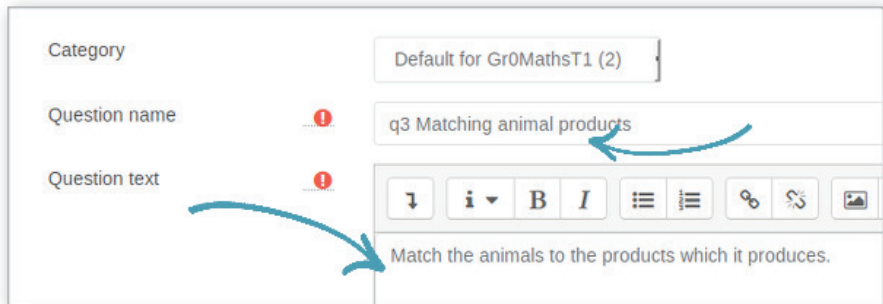 Category
Default for Gr0MathsT1 (2)
Question name
q3 Matching animal products
Question text
i B I
Match the animals to the products which it produces.